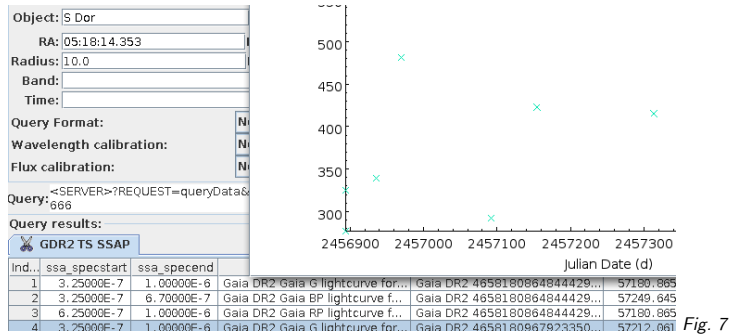 Object: S Dor
RA: 05:18:14.353
Radius: 10.0
Band:
Time:
Query Format:
Wavelength calibration:
Flux calibration:
Query: <SERVER>?REQUEST=queryData&
666
Query results:
GDR2 TS SSAP
Ind... ssa_specstart ssa_specend
1 3.25000E-7 1.00000E-6 Gaia DR2 Gaia G lightcurve for... Gaia DR2 4658180864844429... 57180.865
2 3.25000E-7 6.70000E-7 Gaia DR2 Gaia BP lightcurve f... Gaia DR2 4658180864844429... 57249.645
3 6.25000E-7 1.00000E-6 Gaia DR2 Gaia RP lightcurve f... Gaia DR2 4658180864844429... 57180.865
4 3.25000E-7 1.00000E-6 Gaia DR2 Gaia G lightcurve for... Gaia DR2 4658180967923350... 57212.061
500
450
400
350
300
2456900 2457000 2457100 2457200 2457300
Julian Date (d)
Fig. 7